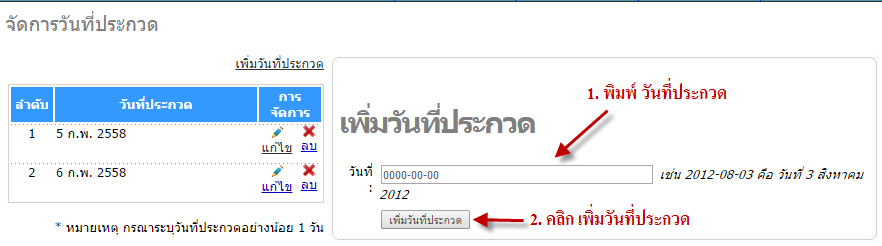 จัดการวันที่ประกวด
เพิ่มวันที่ประกวด
ลำดับ วันที่ประกวด การจัดการ
1 5 ก.พ. 2558 แก้ไข ลบ
2 6 ก.พ. 2558 แก้ไข ลบ
* หมายเหตุ กรุณาระบุวันที่ประกวดอย่างน้อย 1 วัน
1. พิมพ์ วันที่ประกวด
เพิ่มวันที่ประกวด
วันที่ : 0000-00-00 เช่น 2012-08-03 คือ วันที่ 3 สิงหาคม
2012
เพิ่มวันที่ประกวด 2. คลิก เพิ่มวันที่ประกวด